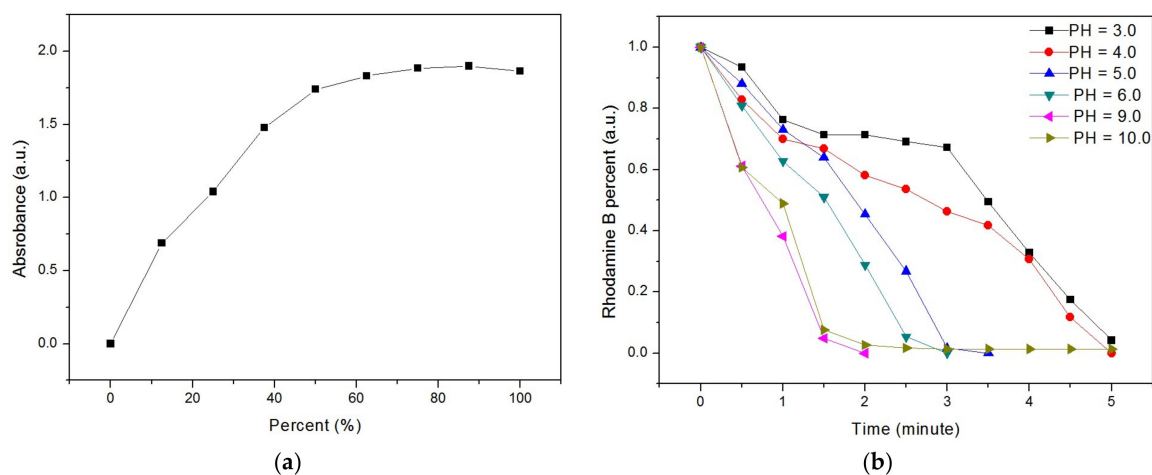 2.0
1.5
1.0
0.5
0.0
Absrobance (a.u.)
0 20 40 60 80 100
Percent (%)
(a)
PH = 3.0
PH = 4.0
PH = 5.0
PH = 6.0
PH = 9.0
PH = 10.0
1.0
0.8
0.6
0.4
0.2
0.0
Rhodamine B percent (a.u.)
0 1 2 3 4 5
Time (minute)
(b)